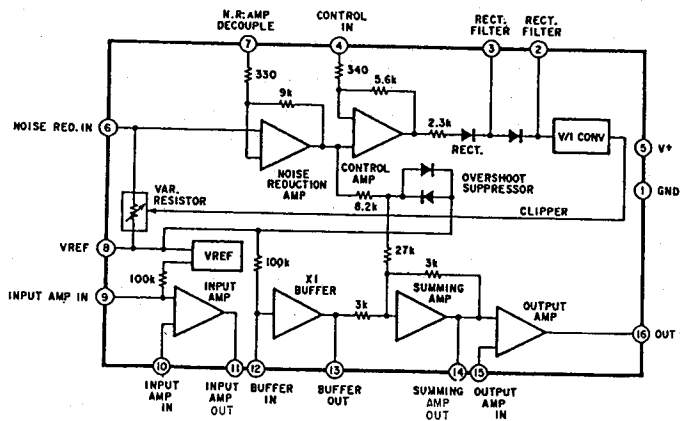 N.R. AMP
DECOUPLE
CONTROL
IN
RECT.
FILTER
RECT.
FILTER
7
4
3
2
330
340
9k
5.6k
2.3k
NOISE RED. IN
6
V/I CONV
5
V+
RECT.
NOISE
REDUCTION
AMP
CONTROL
AMP
OVERSHOOT
SUPPRESSOR
1
GND
VAR.
RESISTOR
8.2k
CLIPPER
VREF
8
VREF
100k
100k
27k
3k
INPUT AMP IN
9
INPUT
AMP
X1
BUFFER
3k
SUMMING
AMP
OUTPUT
AMP
16
OUT
10
11
12
13
14
15
INPUT
AMP
IN
INPUT
AMP
OUT
BUFFER
IN
BUFFER
OUT
SUMMING
AMP
OUT
OUTPUT
AMP IN